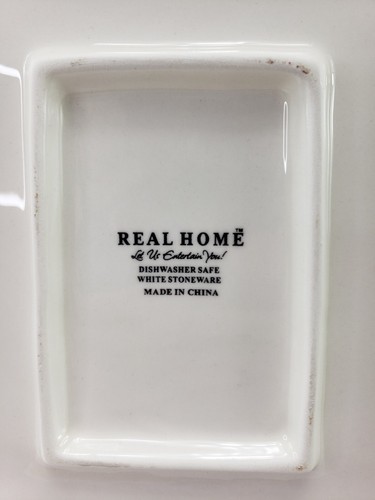 REAL HOME™
Let Us Entertain You!
DISHWASHER SAFE
WHITE STONEWARE
MADE IN CHINA